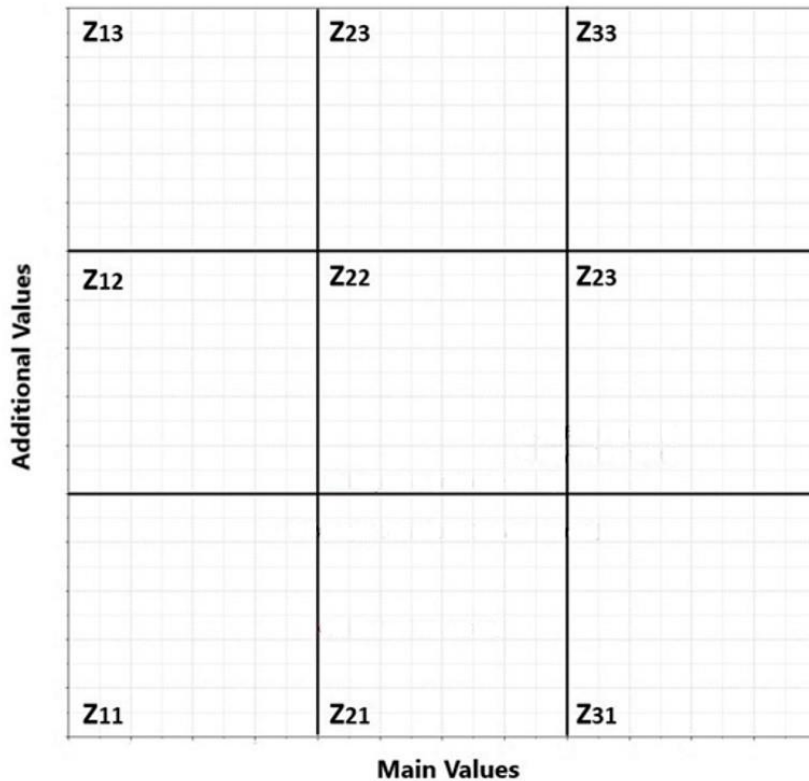 Z13 Z23 Z33
Z12 Z22 Z23
Additional Values
Z11 Z21 Z31
Main Values